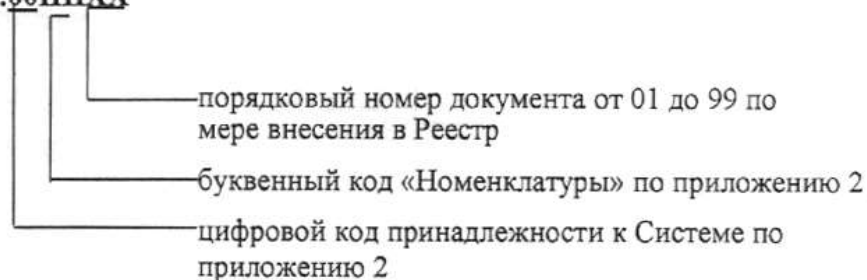 порядковый номер документа от 01 до 99 по
мере внесения в Реестр
буквенный код «Номенклатуры» по приложению 2
цифровой код принадлежности к Системе по
приложению 2